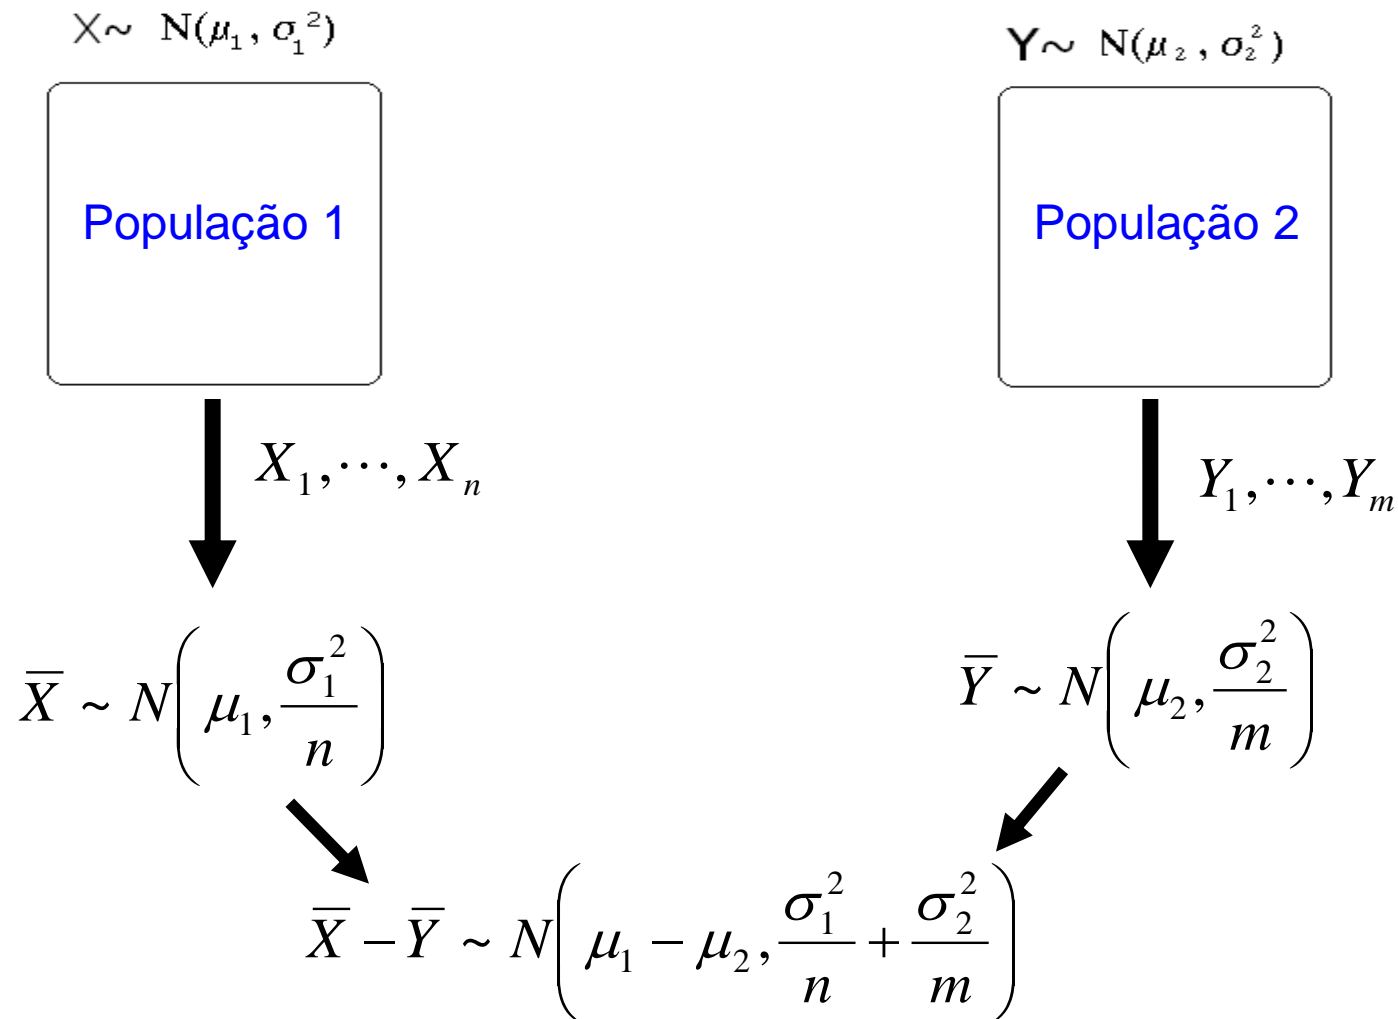 X~ N(μ₁, σ₁²)
Y~ N(μ₂, σ₂²)
População 1
População 2
X₁,⋯,Xₙ
Y₁,⋯,Yₘ
X̅ ~ N(μ₁, σ₁²/n)
Y̅ ~ N(μ₂, σ₂²/m)
X̅ − Y̅ ~ N(μ₁ − μ₂, σ₁²/n + σ₂²/m)